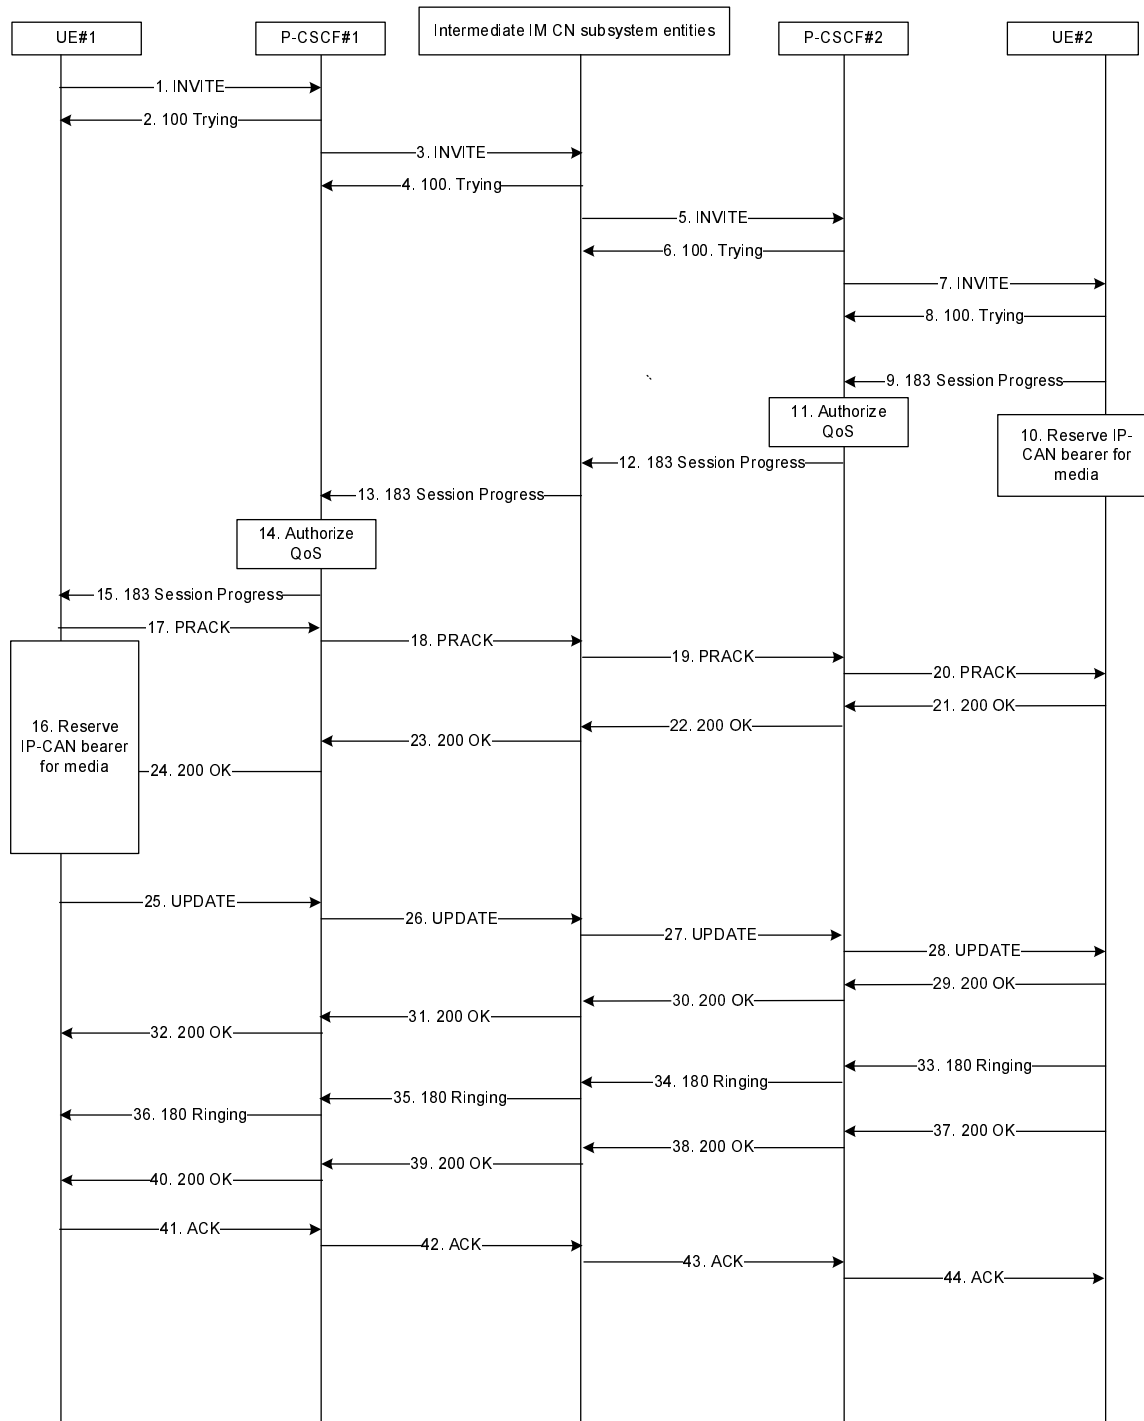 UE#1
P-CSCF#1
Intermediate IM CN subsystem entities
P-CSCF#2
UE#2
1. INVITE
2. 100 Trying
3. INVITE
4. 100. Trying
5. INVITE
6. 100. Trying
7. INVITE
8. 100. Trying
9. 183 Session Progress
11. Authorize
QoS
10. Reserve IP-
CAN bearer for
media
12. 183 Session Progress
13. 183 Session Progress
14. Authorize
QoS
15. 183 Session Progress
17. PRACK
18. PRACK
19. PRACK
20. PRACK
21. 200 OK
22. 200 OK
23. 200 OK
16. Reserve
IP-CAN bearer
for media
24. 200 OK
25. UPDATE
26. UPDATE
27. UPDATE
28. UPDATE
29. 200 OK
30. 200 OK
31. 200 OK
32. 200 OK
33. 180 Ringing
34. 180 Ringing
35. 180 Ringing
36. 180 Ringing
37. 200 OK
38. 200 OK
39. 200 OK
40. 200 OK
41. ACK
42. ACK
43. ACK
44. ACK